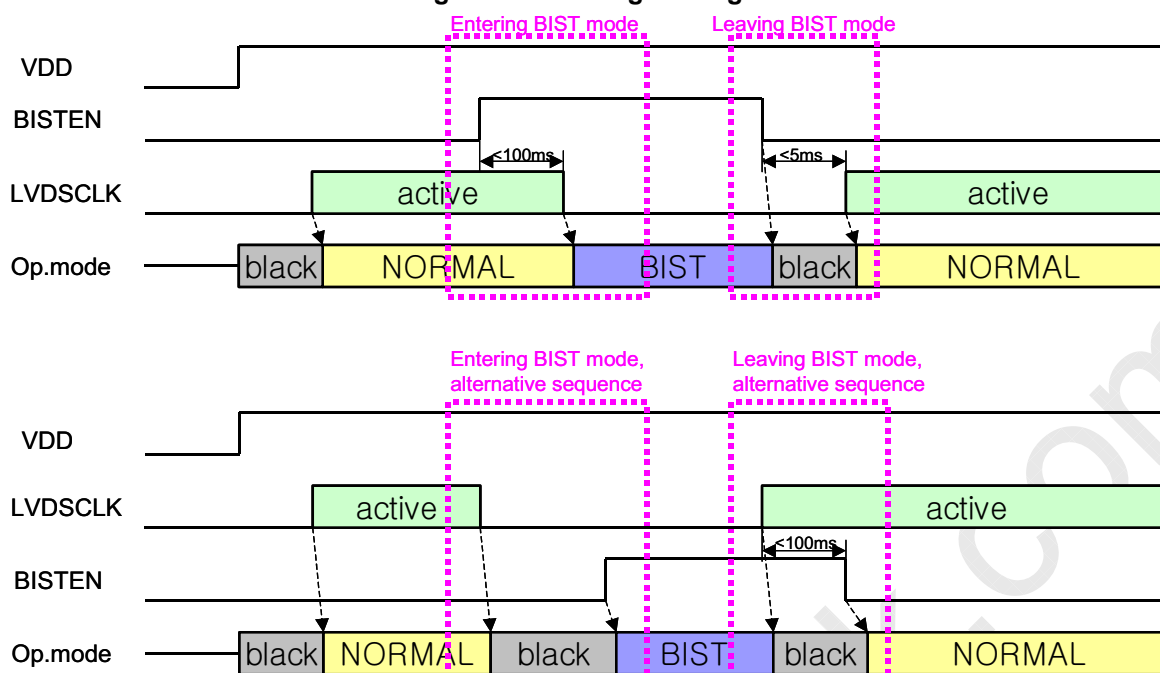 Entering BIST mode
Leaving BIST mode
VDD
BISTEN
<100ms
<5ms
LVDSCLK
active
active
Op.mode
black
NORMAL
BIST
black
NORMAL
Entering BIST mode,
alternative sequence
Leaving BIST mode,
alternative sequence
VDD
LVDSCLK
active
active
<100ms
BISTEN
Op.mode
black
NORMAL
black
BIST
black
NORMAL